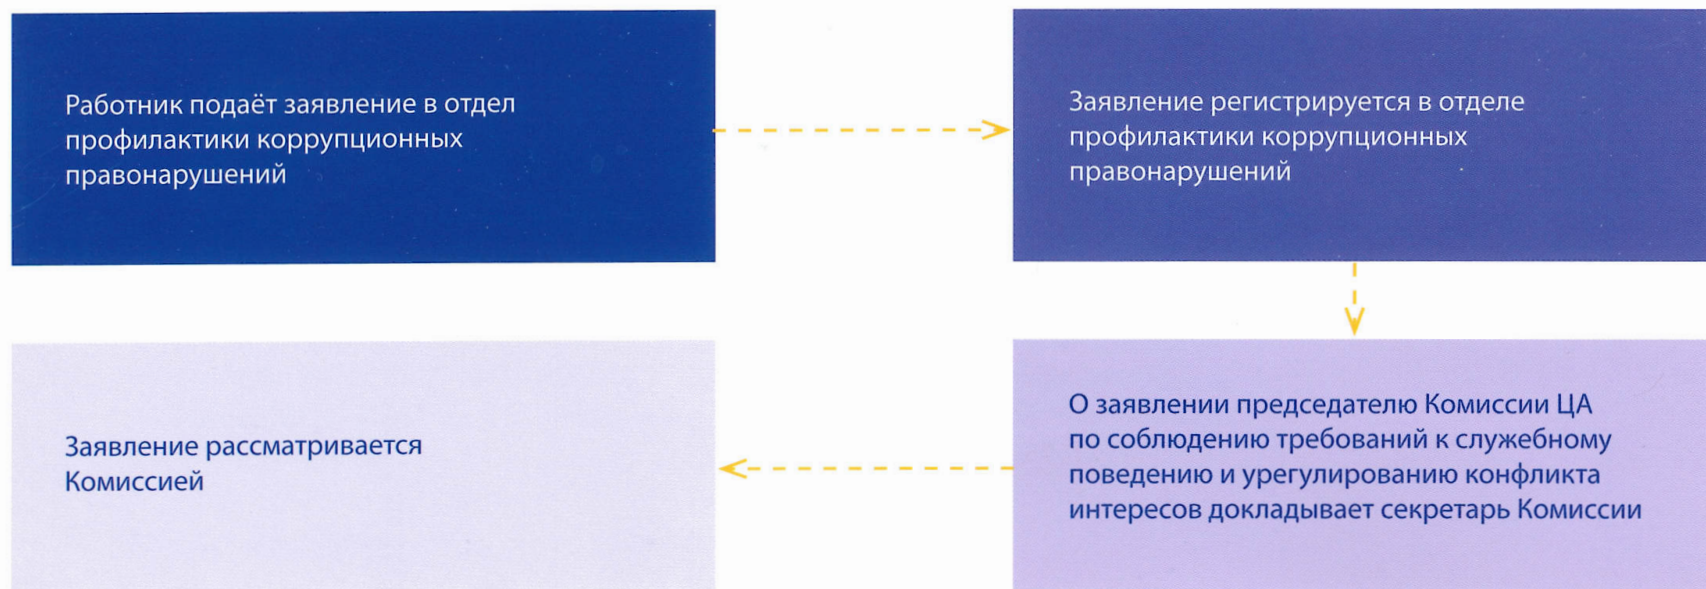 Работник подаёт заявление в отдел
профилактики коррупционных
правонарушений
Заявление регистрируется в отделе
профилактики коррупционных
правонарушений
О заявлении председателю Комиссии ЦА
по соблюдению требований к служебному
поведению и урегулированию конфликта
интересов докладывает секретарь Комиссии
Заявление рассматривается
Комиссией